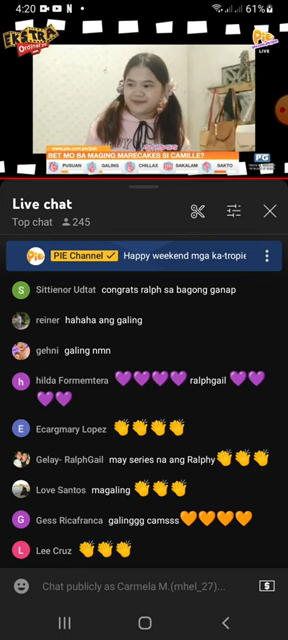 4:20
61%
EKSTRA
Ordinaryo
Pie
LIVE
BET MO BA MAGING MARECAKES SI CAMILLE?
PUSUAN GALING CHILLAX SAKALAM SAKTO
PG
Live chat
Top chat 245
Pie PIE Channel Happy weekend mga ka-tropie
S Sittienor Udtat congrats ralph sa bagong ganap
reiner hahaha ang galing
gehni galing nmn
h hilda Formemtera 💜💜💜💜 ralphgail 💜💜
💜💜
E Ecargmary Lopez 👏👏👏👏
Gelay- RalphGail may series na ang Ralphy👏👏👏
Love Santos magaling 👏👏👏
G Gess Ricafranca galinggg camsss🧡🧡🧡🧡
L Lee Cruz 👏👏👏
Chat publicly as Carmela M.(mhel_27)...